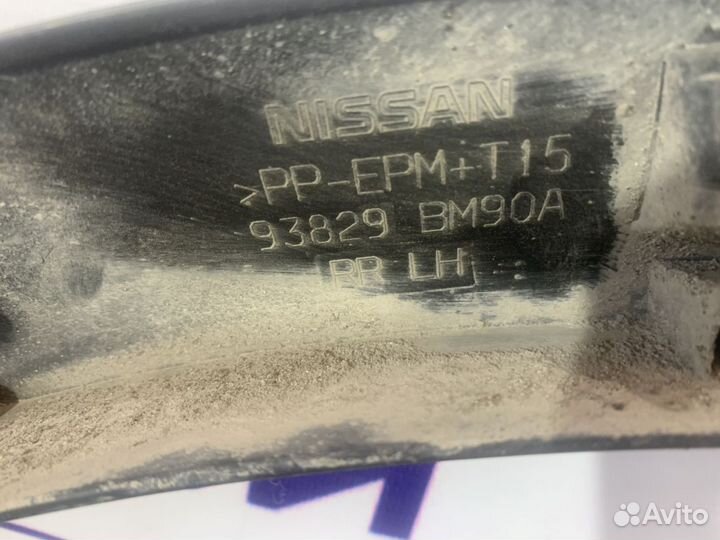 NISSAN
>PP-EPM+T15
93829 BM90A
RR LH
Avito